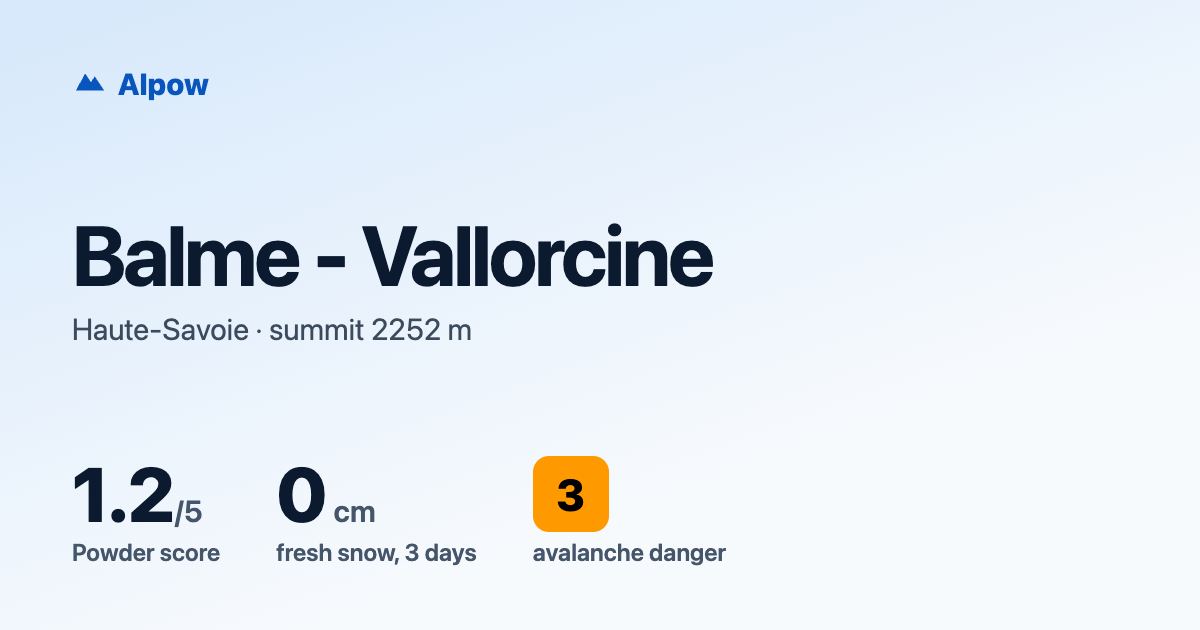 Alpow
Balme - Vallorcine
Haute-Savoie · summit 2252 m
1.2/5
Powder score
0 cm
fresh snow, 3 days
3
avalanche danger